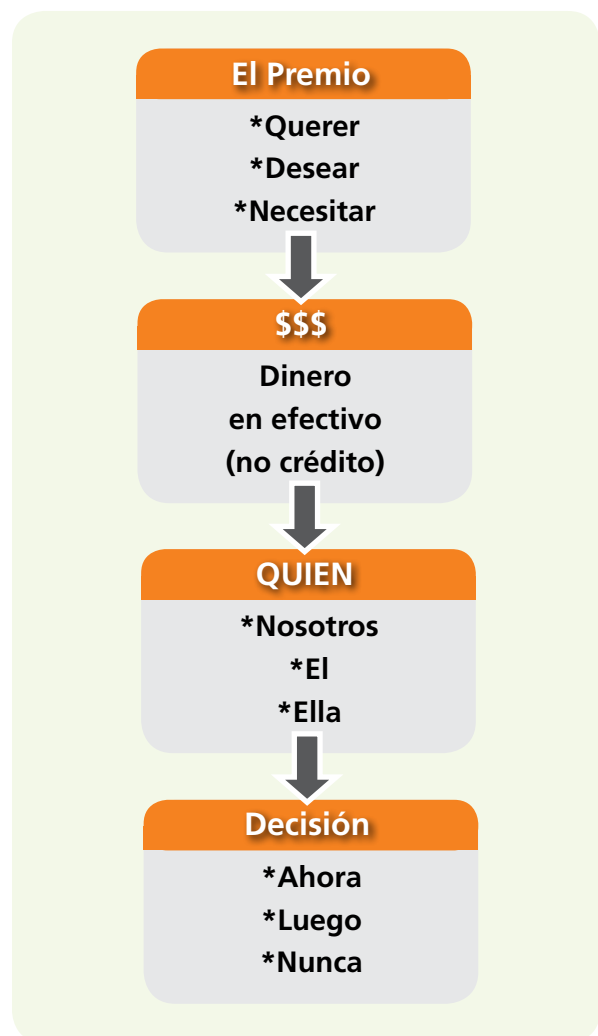 El Premio
*Querer
*Desear
*Necesitar
$$$
Dinero
en efectivo
(no crédito)
QUIEN
*Nosotros
*El
*Ella
Decisión
*Ahora
*Luego
*Nunca